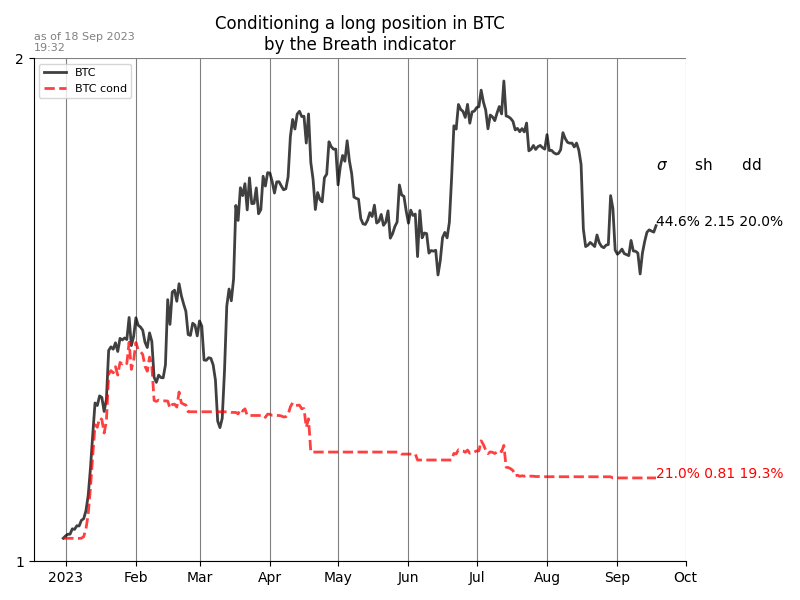 Conditioning a long position in BTC
by the Breath indicator
as of 18 Sep 2023
19:32
2
BTC
BTC cond
σ sh dd
44.6% 2.15 20.0%
21.0% 0.81 19.3%
1
2023 Feb Mar Apr May Jun Jul Aug Sep Oct